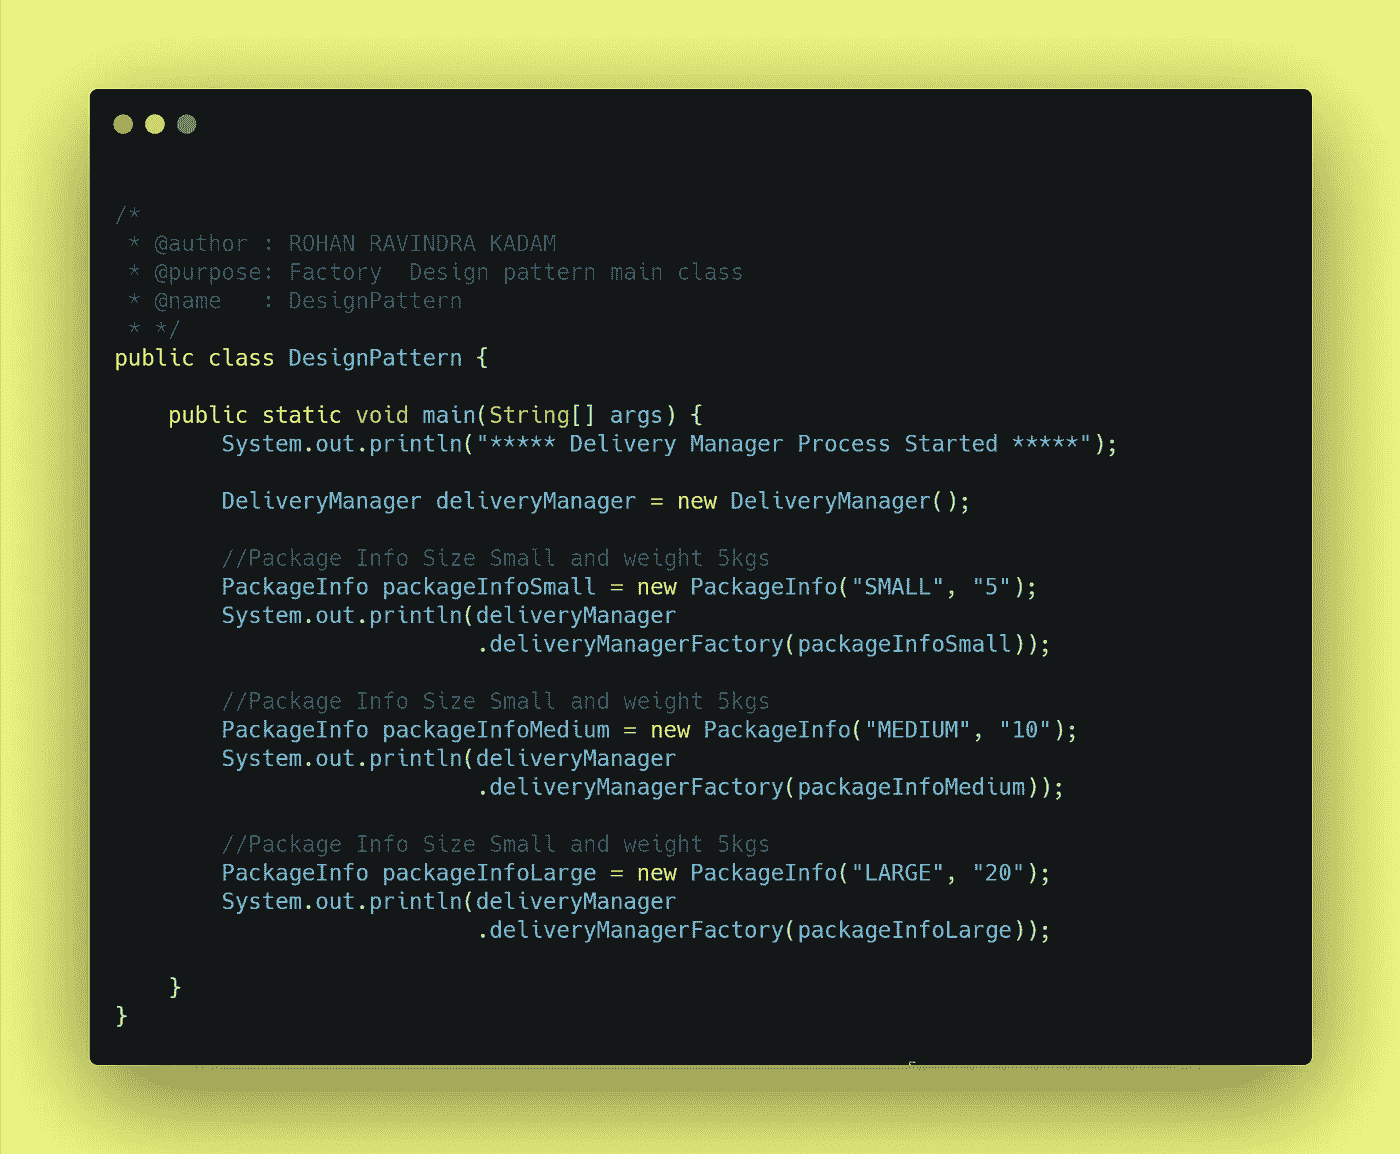 /*
 * @author : ROHAN RAVINDRA KADAM
 * @purpose: Factory  Design pattern main class
 * @name   : DesignPattern
 * */
public class DesignPattern {
    public static void main(String[] args) {
        System.out.println("***** Delivery Manager Process Started *****");
        DeliveryManager deliveryManager = new DeliveryManager();
        //Package Info Size Small and weight 5kgs
        PackageInfo packageInfoSmall = new PackageInfo("SMALL", "5");
        System.out.println(deliveryManager
                           .deliveryManagerFactory(packageInfoSmall));
        //Package Info Size Small and weight 5kgs
        PackageInfo packageInfoMedium = new PackageInfo("MEDIUM", "10");
        System.out.println(deliveryManager
                           .deliveryManagerFactory(packageInfoMedium));
        //Package Info Size Small and weight 5kgs
        PackageInfo packageInfoLarge = new PackageInfo("LARGE", "20");
        System.out.println(deliveryManager
                           .deliveryManagerFactory(packageInfoLarge));
    }
}